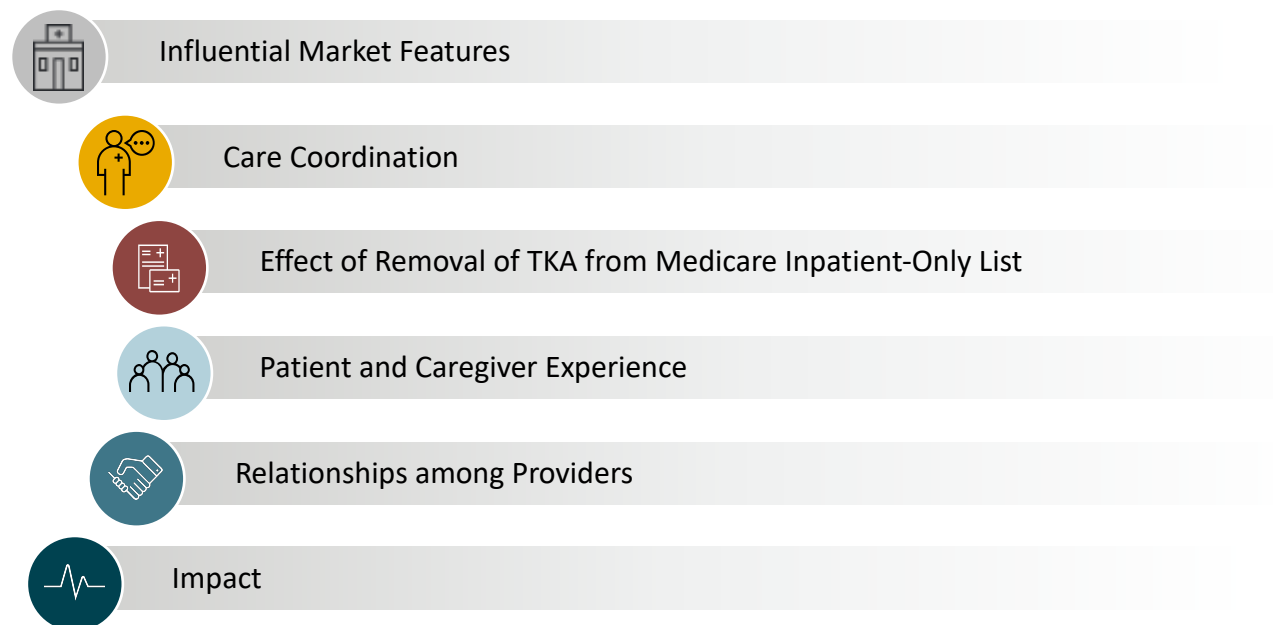 Influential Market Features
Care Coordination
Effect of Removal of TKA from Medicare Inpatient-Only List
Patient and Caregiver Experience
Relationships among Providers
Impact